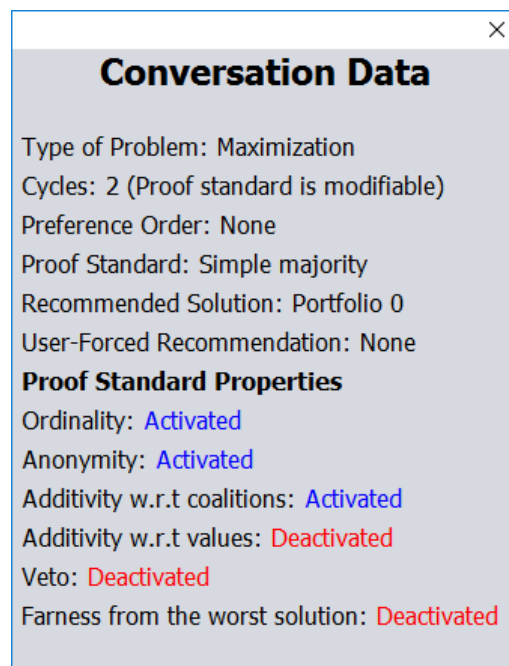 Conversation Data
Type of Problem: Maximization
Cycles: 2 (Proof standard is modifiable)
Preference Order: None
Proof Standard: Simple majority
Recommended Solution: Portfolio 0
User-Forced Recommendation: None
Proof Standard Properties
Ordinality: Activated
Anonymity: Activated
Additivity w.r.t coalitions: Activated
Additivity w.r.t values: Deactivated
Veto: Deactivated
Farness from the worst solution: Deactivated